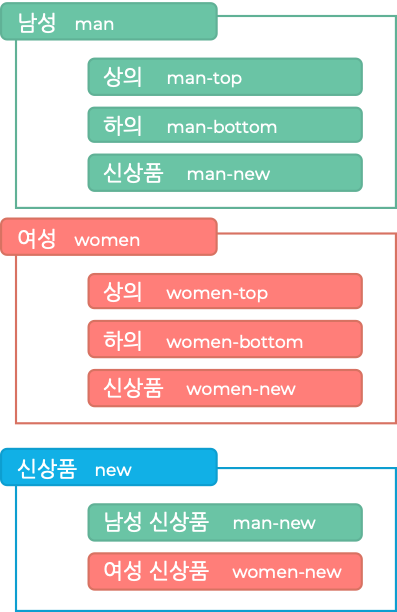 남성 man
상의 man-top
하의 man-bottom
신상품 man-new
여성 women
상의 women-top
하의 women-bottom
신상품 women-new
신상품 new
남성 신상품 man-new
여성 신상품 women-new